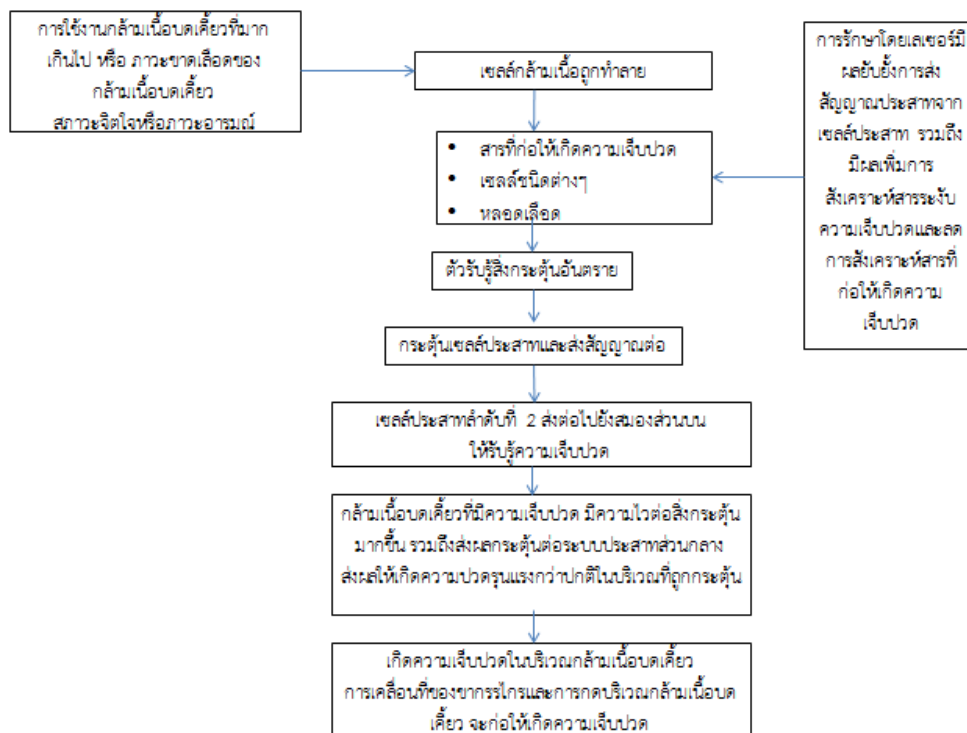 การใช้งานกล้ามเนื้อบดเคี้ยวที่มาก
เกินไป หรือ ภาวะขาดเลือดของ
กล้ามเนื้อบดเคี้ยว
สภาวะจิตใจหรือภาวะอารมณ์
เซลล์กล้ามเนื้อถูกทำลาย
• สารที่ก่อให้เกิดความเจ็บปวด
• เซลล์ชนิดต่างๆ
• หลอดเลือด
การรักษาโดยเลเซอร์มี
ผลยับยั้งการส่ง
สัญญาณประสาทจาก
เซลล์ประสาท รวมถึง
มีผลเพิ่มการ
สังเคราะห์สารระงับ
ความเจ็บปวดและลด
การสังเคราะห์สารที่
ก่อให้เกิดความ
เจ็บปวด
ตัวรับรู้สิ่งกระตุ้นอันตราย
กระตุ้นเซลล์ประสาทและส่งสัญญาณต่อ
เซลล์ประสาทลำดับที่ 2 ส่งต่อไปยังสมองส่วนบน
ให้รับรู้ความเจ็บปวด
กล้ามเนื้อบดเคี้ยวที่มีความเจ็บปวด มีความไวต่อสิ่งกระตุ้น
มากขึ้น รวมถึงส่งผลกระตุ้นต่อระบบประสาทส่วนกลาง
ส่งผลให้เกิดความปวดรุนแรงกว่าปกติในบริเวณที่ถูกกระตุ้น
เกิดความเจ็บปวดในบริเวณกล้ามเนื้อบดเคี้ยว
การเคลื่อนที่ของขากรรไกรและการกดบริเวณกล้ามเนื้อบด
เคี้ยว จะก่อให้เกิดความเจ็บปวด